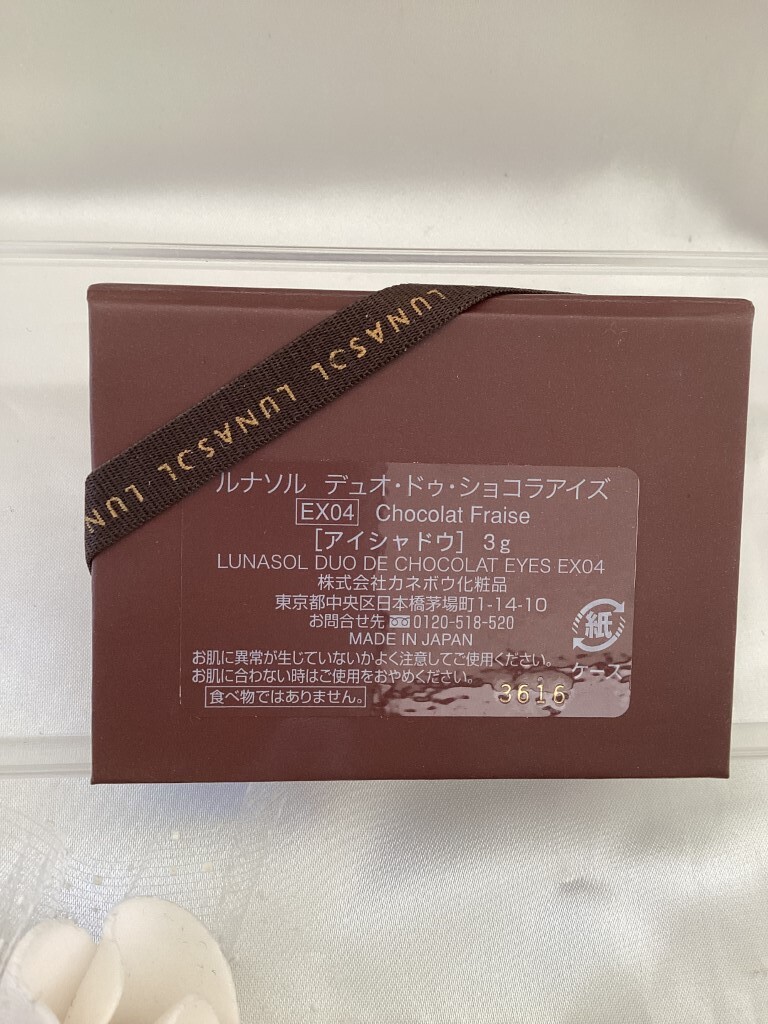 LUNASOL LUNASOL LUN
ルナソル デュオ・ドゥ・ショコラアイズ
EX04 Chocolat Fraise
[アイシャドウ] 3g
LUNASOL DUO DE CHOCOLAT EYES EX04
株式会社カネボウ化粧品
東京都中央区日本橋茅場町1-14-10
お問合せ先 0120-518-520
MADE IN JAPAN
お肌に異常が生じていないかよく注意してご使用ください。
お肌に合わない時はご使用をおやめください。
食べ物ではありません。
紙
ケース
3616